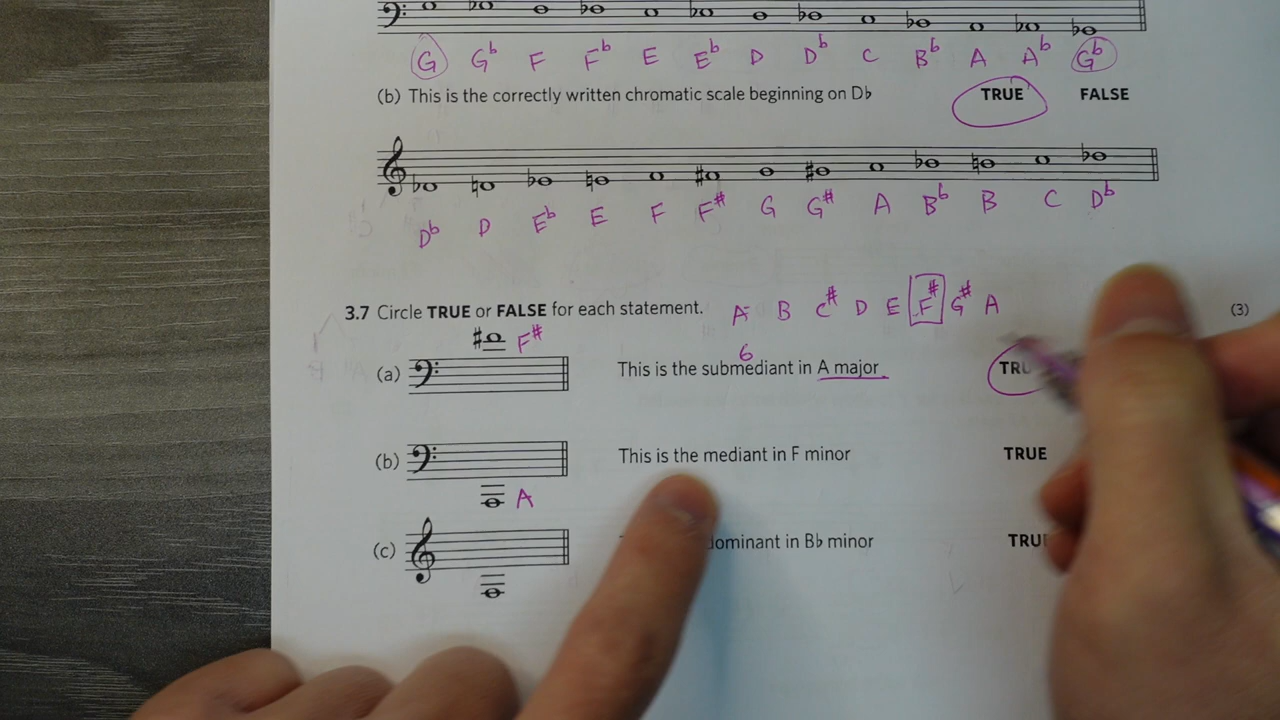 G G♭ F F♭ E E♭ D D♭ C B♭ A A♭ G♭
(b) This is the correctly written chromatic scale beginning on D♭ TRUE FALSE
D♭ D E♭ E F F# G G# A B♭ B C D♭
3.7 Circle TRUE or FALSE for each statement. A B C# D E F# G# A (3)
F#
6
(a) This is the submediant in A major
(b) This is the mediant in F minor TRUE
A
(c) dominant in B♭ minor